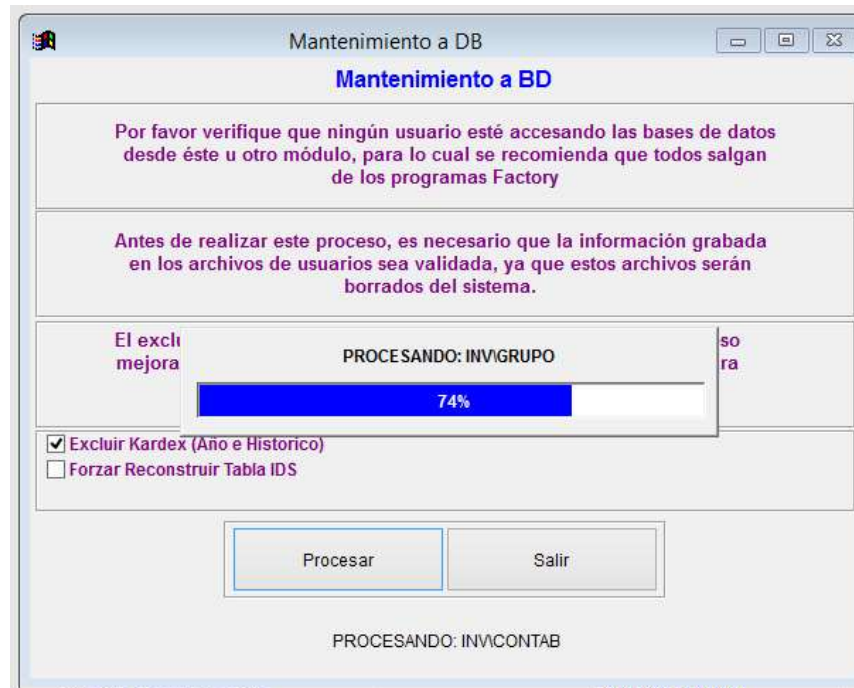 Mantenimiento a DB
Mantenimiento a BD
Por favor verifique que ningún usuario esté accesando las bases de datos
desde éste u otro módulo, para lo cual se recomienda que todos salgan
de los programas Factory
Antes de realizar este proceso, es necesario que la información grabada
en los archivos de usuarios sea validada, ya que estos archivos serán
borrados del sistema.
El
mejora
PROCESANDO: INV\GRUPO
74%
Excluir Kardex (Año e Historico)
Forzar Reconstruir Tabla IDS
Procesar
Salir
PROCESANDO: INV\CONTAB